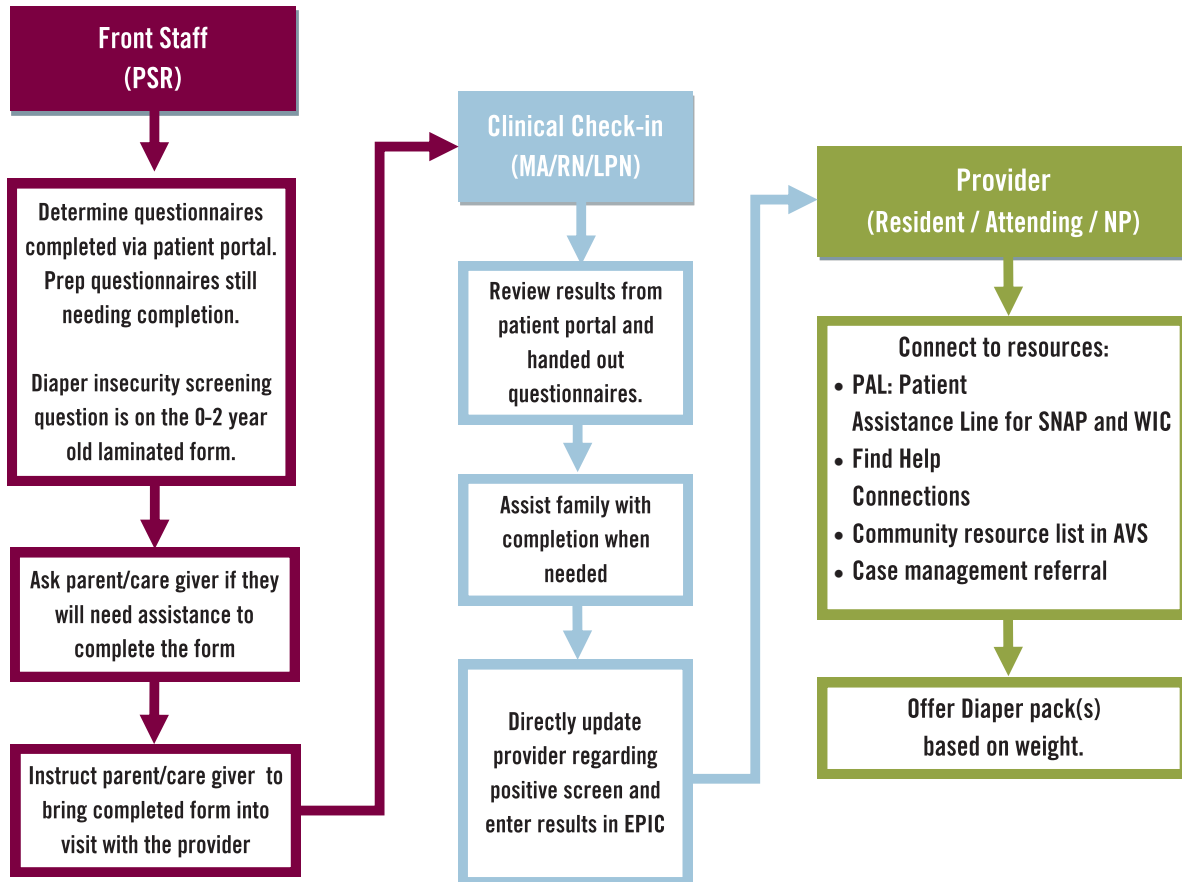 Front Staff
(PSR)
Determine questionnaires
completed via patient portal.
Prep questionnaires still
needing completion.
Diaper insecurity screening
question is on the 0-2 year
old laminated form.
Ask parent/care giver if they
will need assistance to
complete the form
Instruct parent/care giver to
bring completed form into
visit with the provider
Clinical Check-in
(MA/RN/LPN)
Review results from
patient portal and
handed out
questionnaires.
Assist family with
completion when
needed
Directly update
provider regarding
positive screen and
enter results in EPIC
Provider
(Resident / Attending / NP)
Connect to resources:
• PAL: Patient
Assistance Line for SNAP and WIC
• Find Help
Connections
• Community resource list in AVS
• Case management referral
Offer Diaper pack(s)
based on weight.